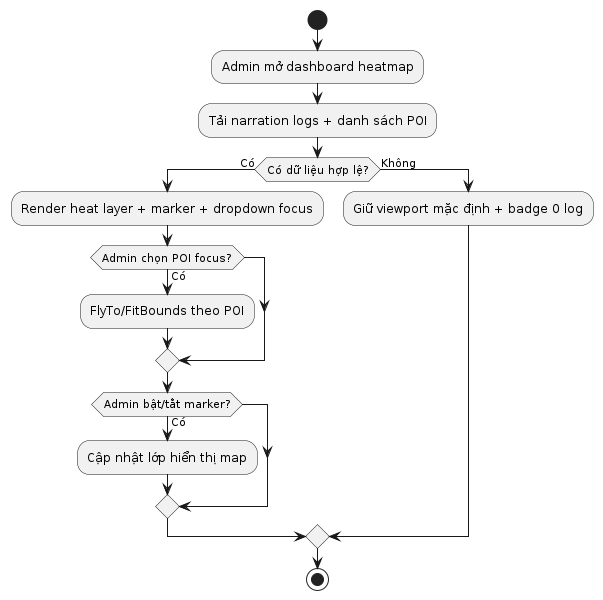 Admin mở dashboard heatmap
Tải narration logs + danh sách POI
Có dữ liệu hợp lệ?
Có
Không
Render heat layer + marker + dropdown focus
Giữ viewport mặc định + badge 0 log
Admin chọn POI focus?
Có
FlyTo/FitBounds theo POI
Admin bật/tắt marker?
Có
Cập nhật lớp hiển thị map